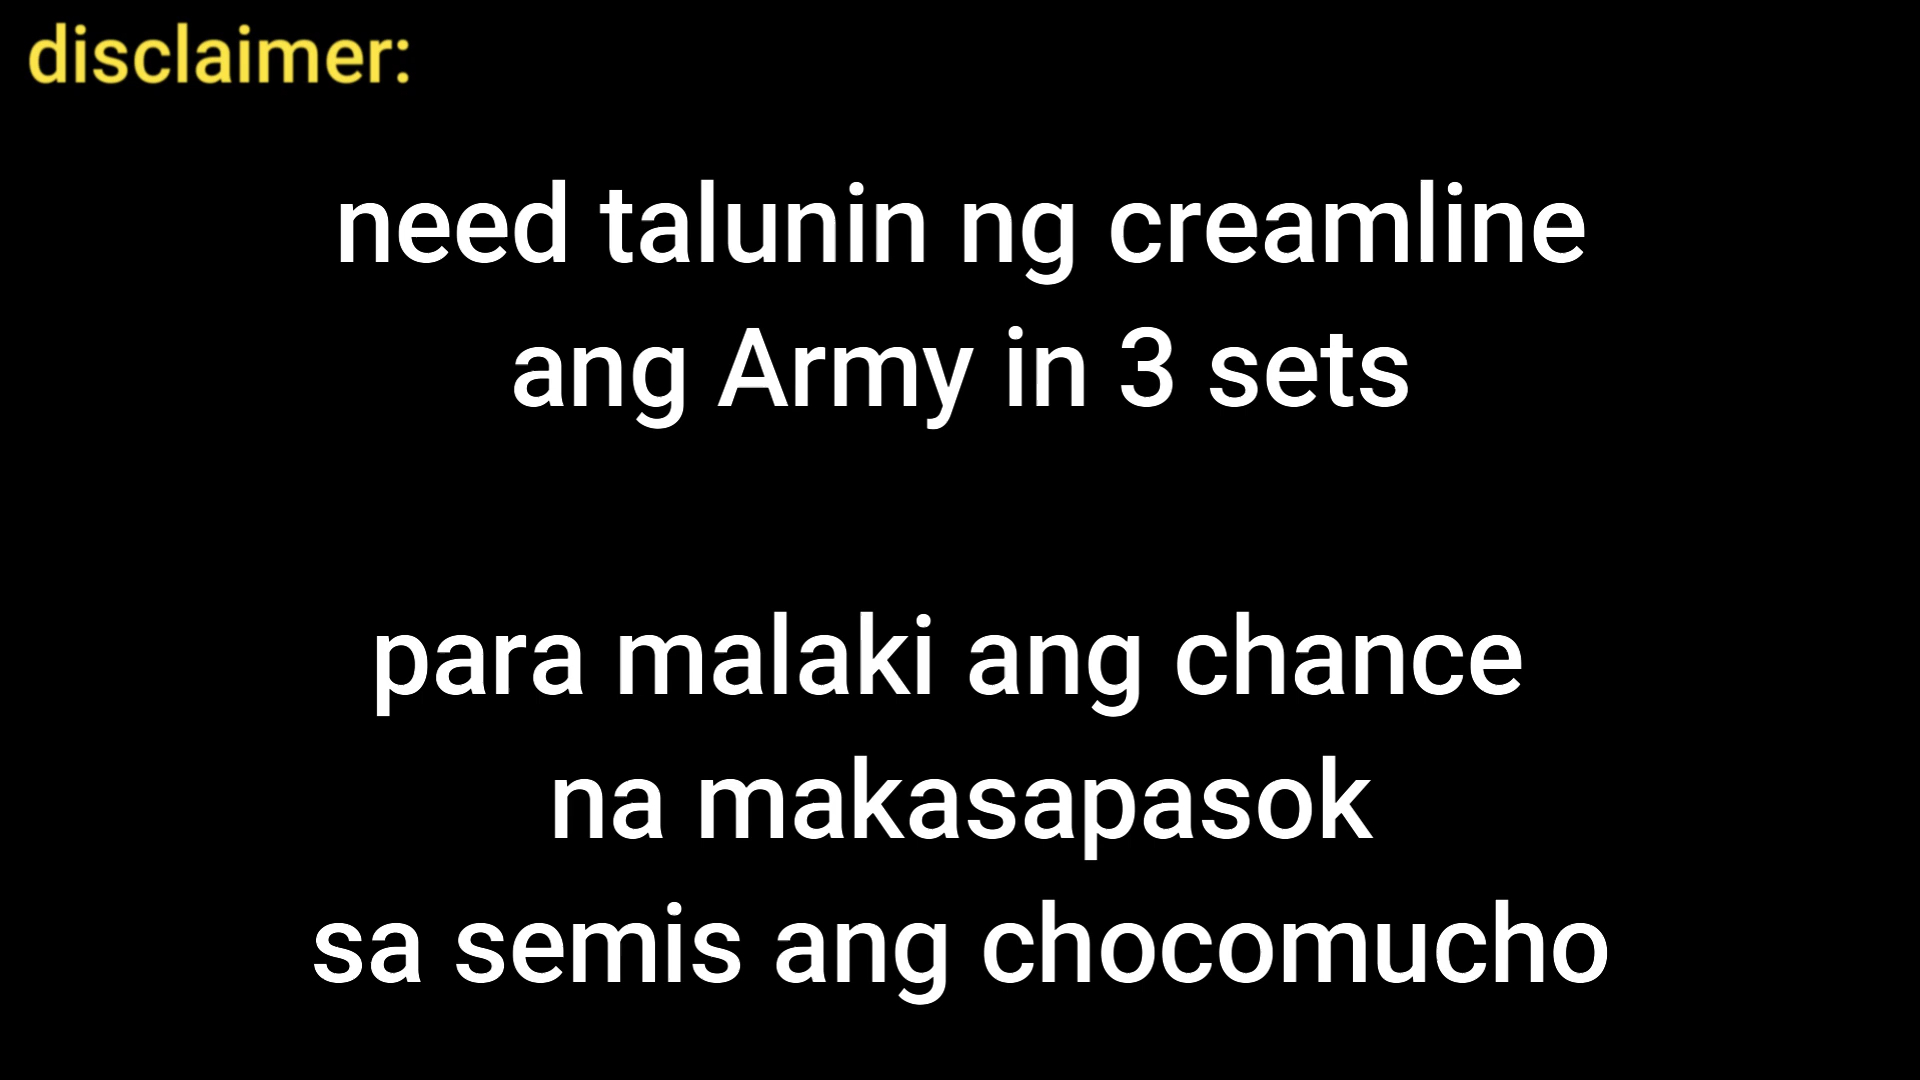 disclaimer:
need talunin ng creamline
ang Army in 3 sets
para malaki ang chance
na makasapasok
sa semis ang chocomucho